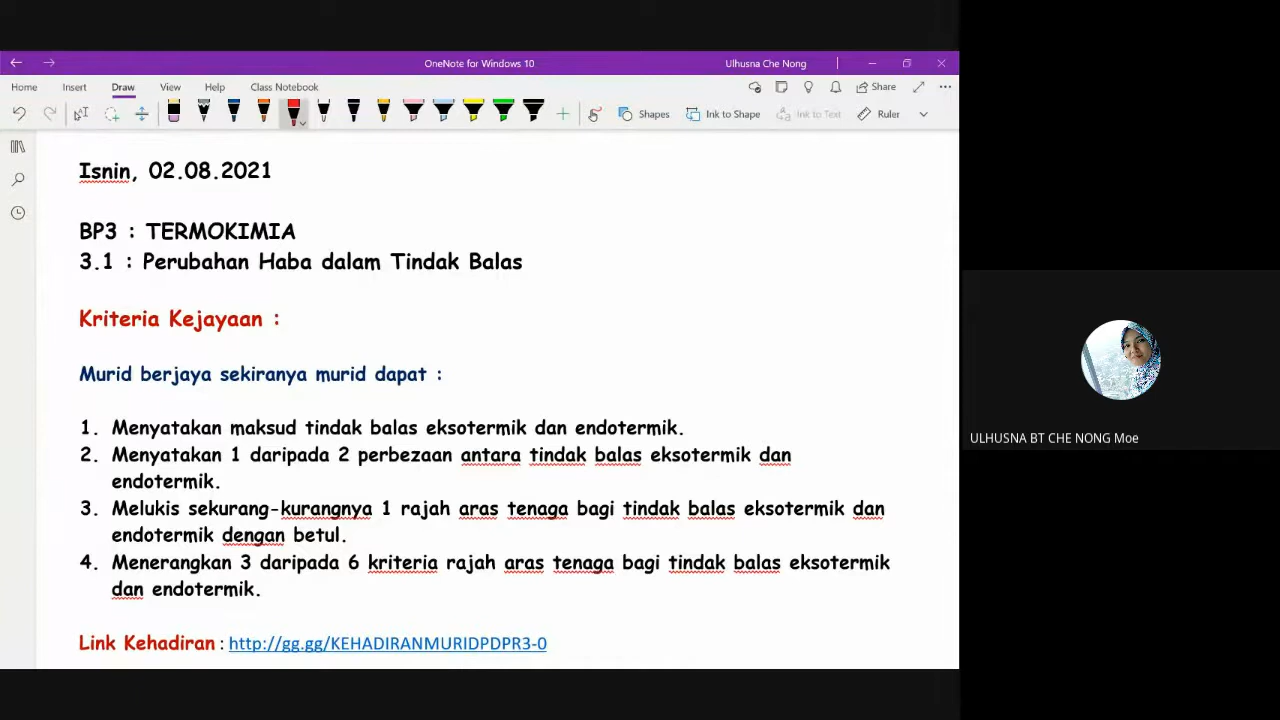 OneNote for Windows 10
Ulhusna Che Nong
Home Insert Draw View Help Class Notebook
Share
Shapes Ink to Shape Ink to Text Ruler
Isnin, 02.08.2021
BP3 : TERMOKIMIA
3.1 : Perubahan Haba dalam Tindak Balas
Kriteria Kejayaan :
Murid berjaya sekiranya murid dapat :
1. Menyatakan maksud tindak balas eksotermik dan endotermik.
2. Menyatakan 1 daripada 2 perbezaan antara tindak balas eksotermik dan
endotermik.
3. Melukis sekurang-kurangnya 1 rajah aras tenaga bagi tindak balas eksotermik dan
endotermik dengan betul.
4. Menerangkan 3 daripada 6 kriteria rajah aras tenaga bagi tindak balas eksotermik
dan endotermik.
Link Kehadiran : http://gg.gg/KEHADIRANMURIDPDPR3-0
ULHUSNA BT CHE NONG Moe